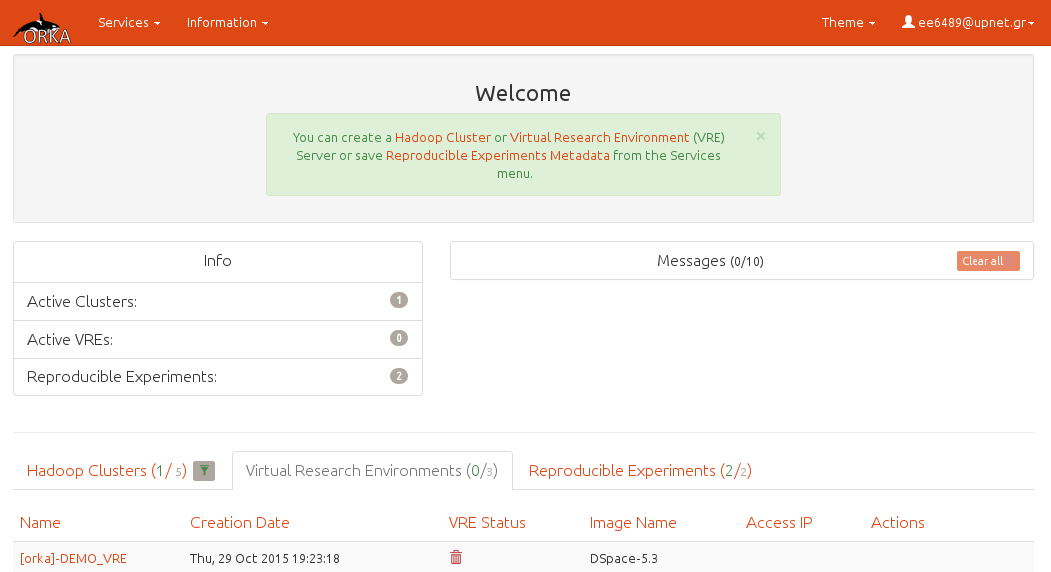 ORKA Services Information Theme ee6489@upnet.gr
Welcome
You can create a Hadoop Cluster or Virtual Research Environment (VRE)
Server or save Reproducible Experiments Metadata from the Services
menu.
×
Info
Active Clusters: 1
Active VREs: 0
Reproducible Experiments: 2
Messages (0/10) Clear all
Hadoop Clusters (1/ 5) Virtual Research Environments (0/3) Reproducible Experiments (2/2)
Name Creation Date VRE Status Image Name Access IP Actions
[orka]-DEMO_VRE Thu, 29 Oct 2015 19:23:18 DSpace-5.3